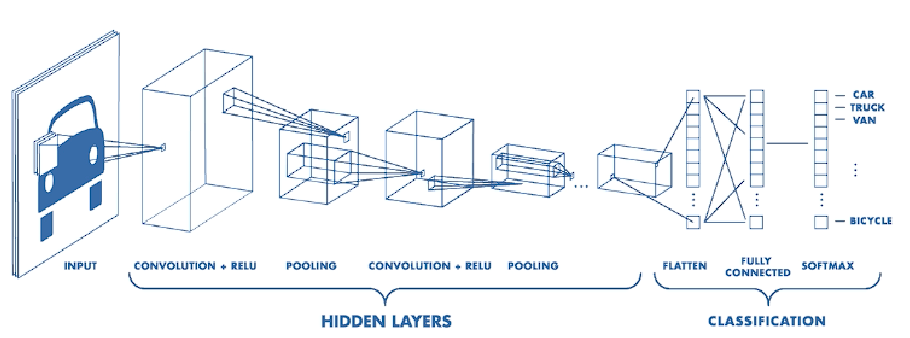 CAR
TRUCK
VAN
BICYCLE
INPUT
CONVOLUTION + RELU
POOLING
CONVOLUTION + RELU
POOLING
FLATTEN
FULLY
CONNECTED
SOFTMAX
HIDDEN LAYERS
CLASSIFICATION